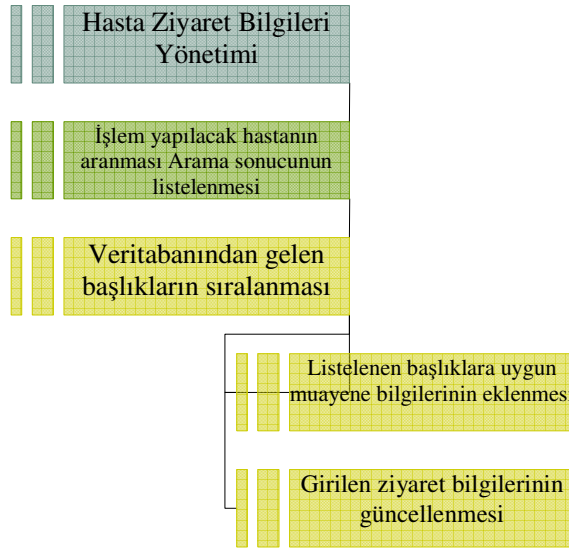 Hasta Ziyaret Bilgileri
Yönetimi
İşlem yapılacak hastanın
aranması Arama sonucunun
listelenmesi
Veritabanından gelen
başlıkların sıralanması
Listelenen başlıklara uygun
muayene bilgilerinin eklenmesi
Girilen ziyaret bilgilerinin
güncellenmesi